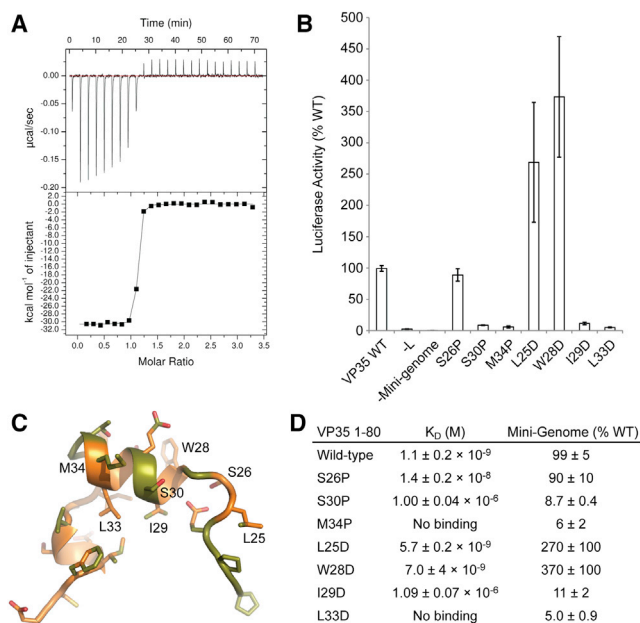 A
Time (min)
0 10 20 30 40 50 60 70
0.00
-0.05
-0.10
-0.15
-0.20
µcal/sec
2.0
0.0
-2.0
-4.0
-6.0
-8.0
-10.0
-12.0
-14.0
-16.0
-18.0
-20.0
-22.0
-24.0
-26.0
-28.0
-30.0
-32.0
kcal mol⁻¹ of injectant
0.0 0.5 1.0 1.5 2.0 2.5 3.0 3.5
Molar Ratio
B
500
450
400
350
300
250
200
150
100
50
0
Luciferase Activity (% WT)
VP35 WT
-L
-Mini-genome
S26P
S30P
M34P
L25D
W28D
I29D
L33D
C
W28
M34
S26
S30
L33
I29
L25
D
VP35 1-80 K_D (M) Mini-Genome (% WT)
Wild-type 1.1 ± 0.2 × 10⁻⁹ 99 ± 5
S26P 1.4 ± 0.2 × 10⁻⁸ 90 ± 10
S30P 1.00 ± 0.04 × 10⁻⁶ 8.7 ± 0.4
M34P No binding 6 ± 2
L25D 5.7 ± 0.2 × 10⁻⁹ 270 ± 100
W28D 7.0 ± 4 × 10⁻⁹ 370 ± 100
I29D 1.09 ± 0.07 × 10⁻⁶ 11 ± 2
L33D No binding 5.0 ± 0.9